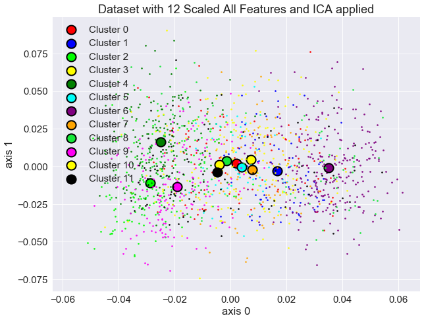 Dataset with 12 Scaled All Features and ICA applied
Cluster 0
Cluster 1
Cluster 2
Cluster 3
Cluster 4
Cluster 5
Cluster 6
Cluster 7
Cluster 8
Cluster 9
Cluster 10
Cluster 11
0.075
0.050
0.025
0.000
−0.025
−0.050
−0.075
axis 1
−0.06
−0.04
−0.02
0.00
0.02
0.04
0.06
axis 0